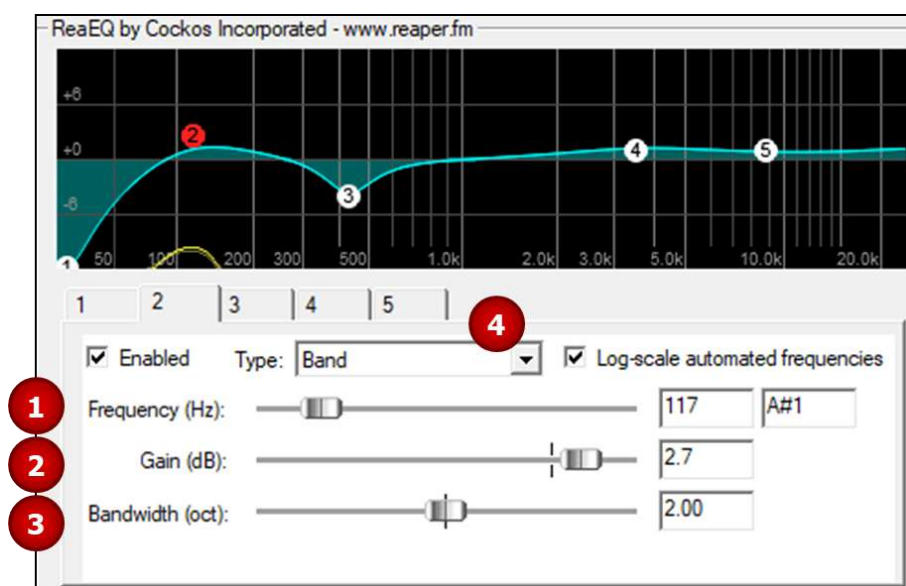 ReaEQ by Cockos Incorporated - www.reaper.fm
+6
2
+0
4 5
3
-6
1 50 100 200 300 500 1.0k 2.0k 3.0k 5.0k 10.0k 20.0k
1 2 3 4 5
4
Enabled Type: Band Log-scale automated frequencies
1 Frequency (Hz): 117 A#1
2 Gain (dB): 2.7
3 Bandwidth (oct): 2.00